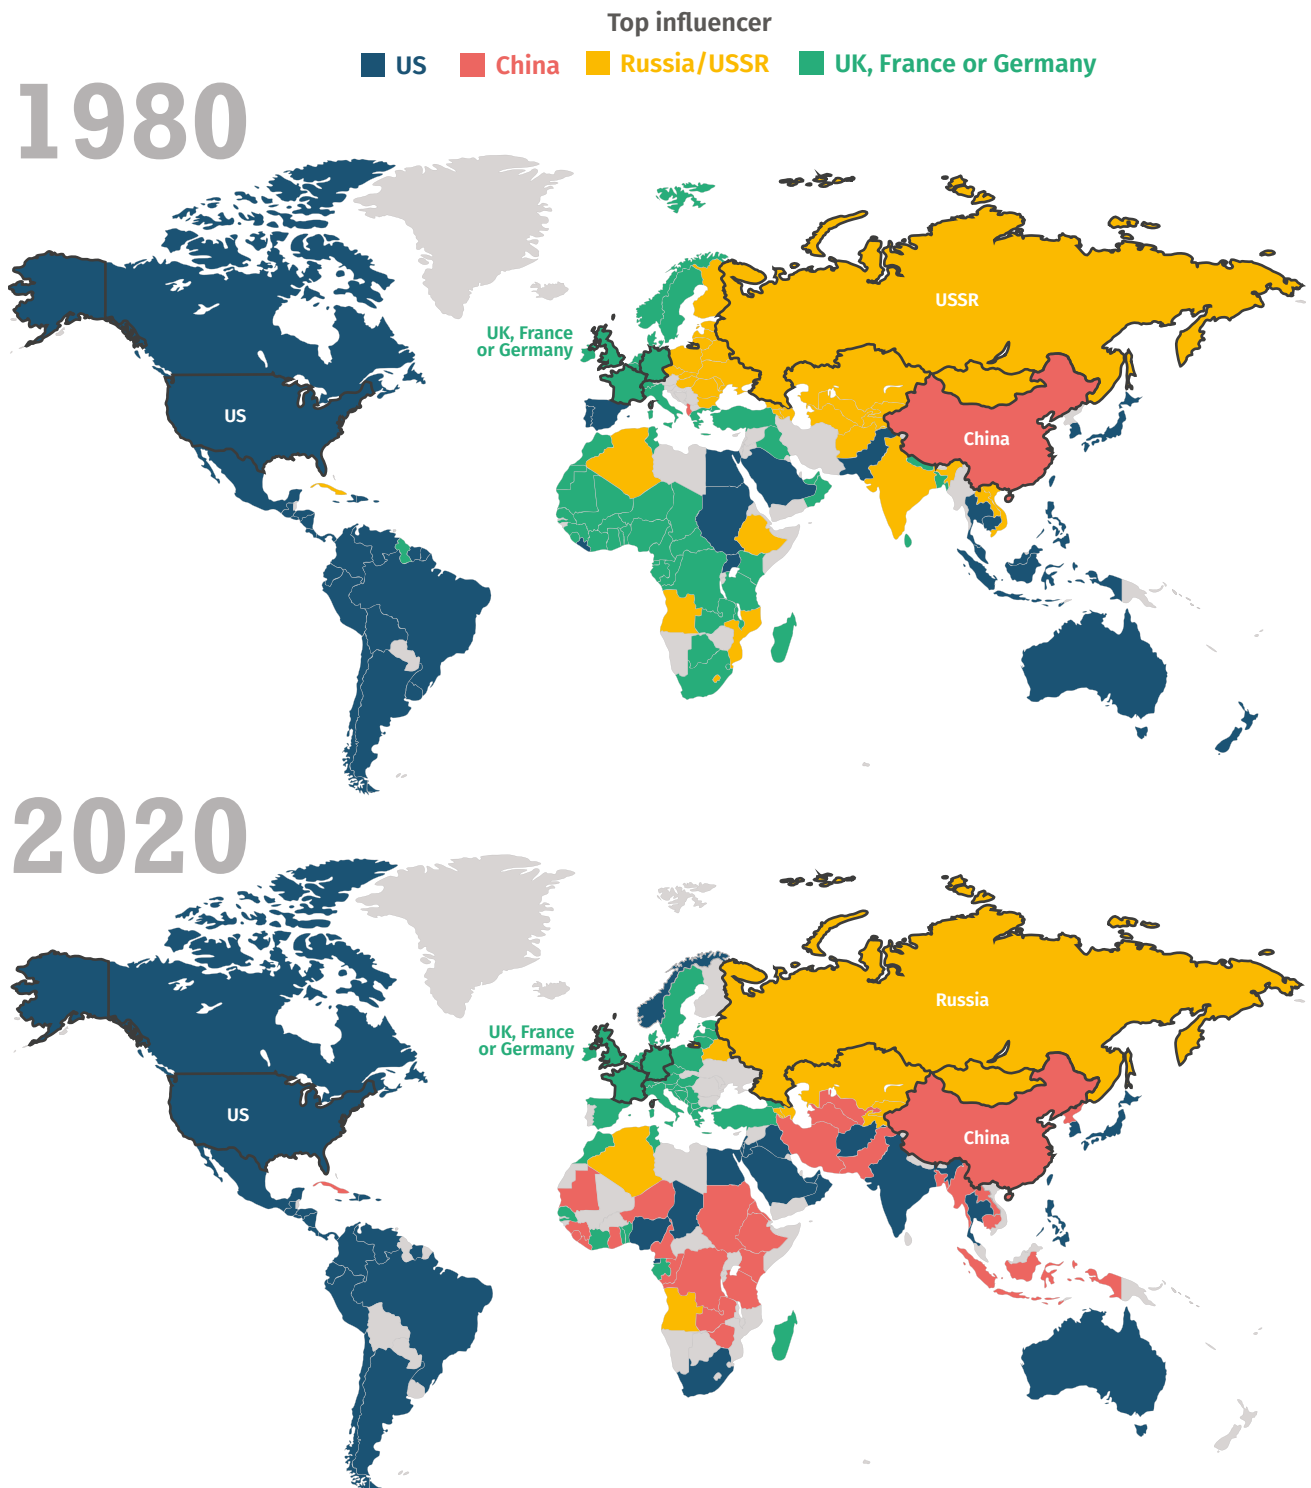 Top influencer
US
China
Russia/USSR
UK, France or Germany
1980
USSR
UK, France
or Germany
US
China
2020
Russia
UK, France
or Germany
US
China